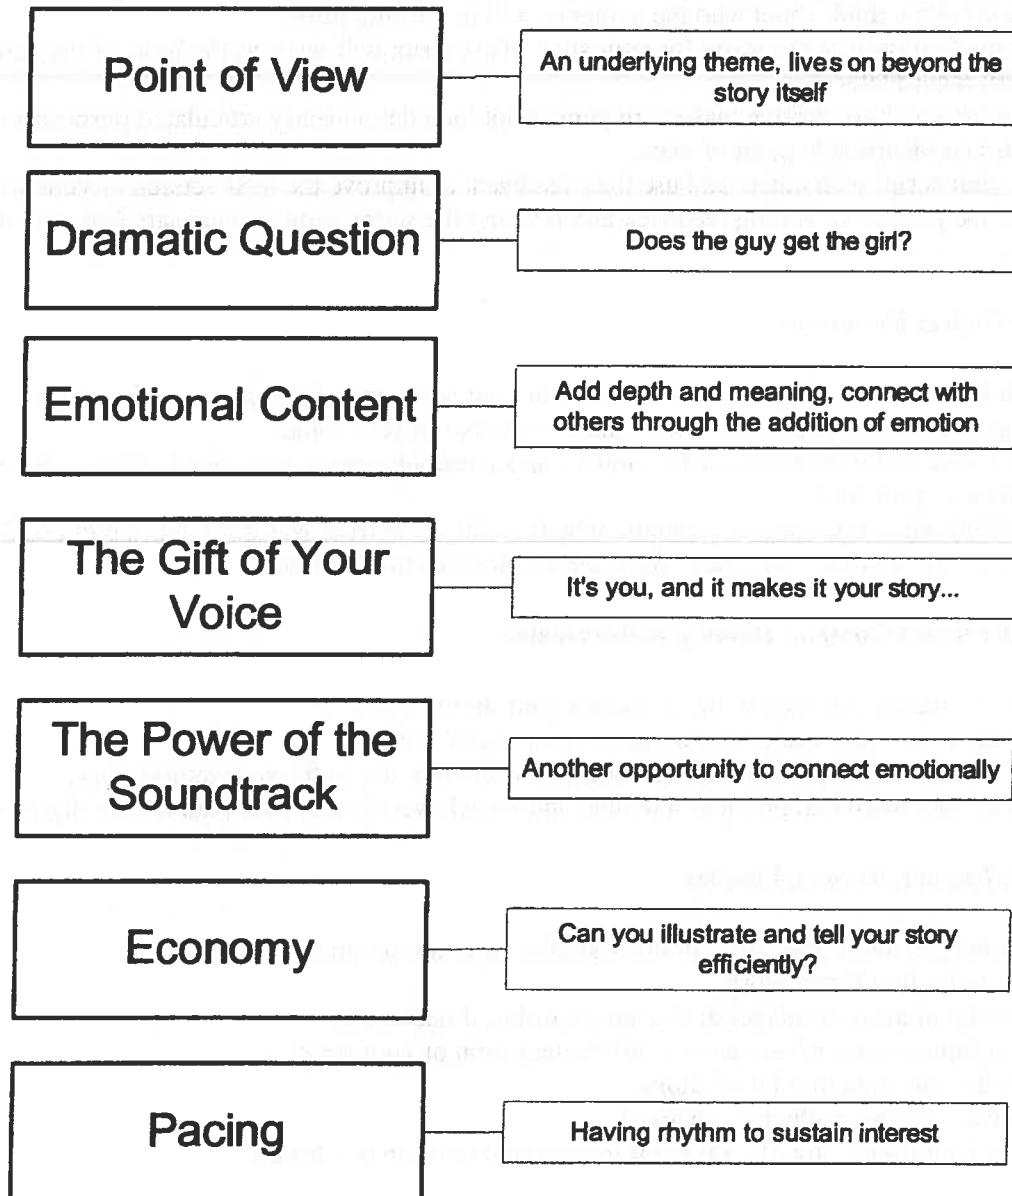 Point of View
An underlying theme, lives on beyond the
story itself
Dramatic Question
Does the guy get the girl?
Emotional Content
Add depth and meaning, connect with
others through the addition of emotion
The Gift of Your
Voice
It's you, and it makes it your story...
The Power of the
Soundtrack
Another opportunity to connect emotionally
Economy
Can you illustrate and tell your story
efficiently?
Pacing
Having rhythm to sustain interest